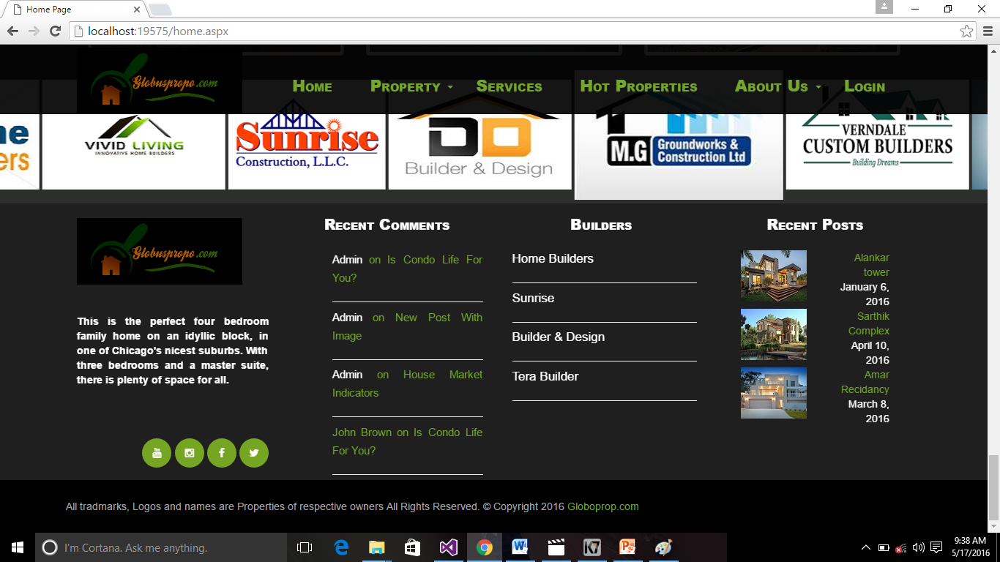 Home Page
localhost:19575/home.aspx
Globuspropo.com
Home Property Services Hot Properties About Us Login
ne
ers
VIVID LIVING
INNOVATIVE HOME BUILDERS
Sunrise
Construction, L.L.C.
DO
Builder & Design
M.G Groundworks & Construction Ltd
VERNDALE
CUSTOM BUILDERS
Building Dreams
Globuspropo.com
This is the perfect four bedroom
family home on an idyllic block, in
one of Chicago's nicest suburbs. With
three bedrooms and a master suite,
there is plenty of space for all.
You Tube
Recent Comments
Admin on Is Condo Life For
You?
Admin on New Post With
Image
Admin on House Market
Indicators
John Brown on Is Condo Life
For You?
Builders
Home Builders
Sunrise
Builder & Design
Tera Builder
Recent Posts
Alankar
tower
January 6,
2016
Sarthik
Complex
April 10,
2016
Amar
Recidancy
March 8,
2016
All tradmarks, Logos and names are Properties of respective owners All Rights Reserved. © Copyright 2016 Globoprop.com
I'm Cortana. Ask me anything.
9:38 AM
5/17/2016